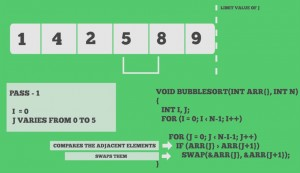 LIMIT VALUE OF J
1 4 2 5 8 9
PASS - 1
I = 0
J VARIES FROM 0 TO 5
VOID BUBBLESORT(INT ARR[], INT N)
{
INT I, J;
FOR (I = 0; I < N-1; I++)
FOR (J = 0; J < N-I-1; J++)
COMPARES THE ADJACENT ELEMENTS
IF (ARR[J] > ARR[J+1])
SWAPS THEM
SWAP(&ARR[J], &ARR[J+1]);
}